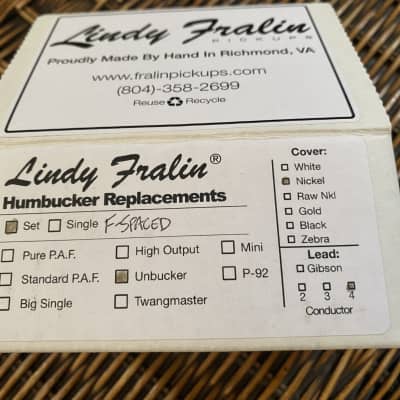 Lindy Fralin
PICKUPS
Proudly Made By Hand In Richmond, VA
www.fralinpickups.com
(804)-358-2699
Reuse Recycle
Lindy Fralin®
Humbucker Replacements
Set Single F-SPACED
Pure P.A.F. High Output Mini
Standard P.A.F. Unbucker P-92
Big Single Twangmaster
Cover:
White
Nickel
Raw Nkl
Gold
Black
Zebra
Lead:
Gibson
2 3 4
Conductor